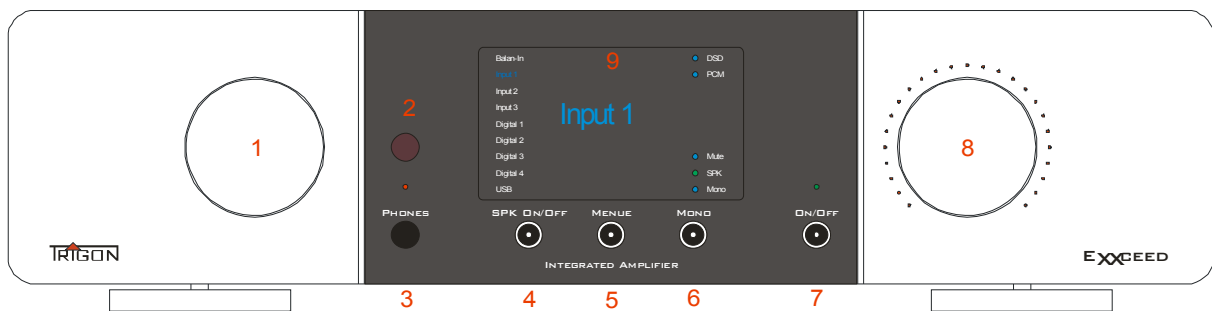 Balan-In
Input 1
Input 2
Input 3
Digital 1
Digital 2
Digital 3
Digital 4
USB
9
Input 1
DSD
PCM
Mute
SPK
Mono
1
2
8
PHONES
SPK ON/OFF
MENUE
MONO
ON/OFF
TRIGON
INTEGRATED AMPLIFIER
EXXCEED
3
4
5
6
7